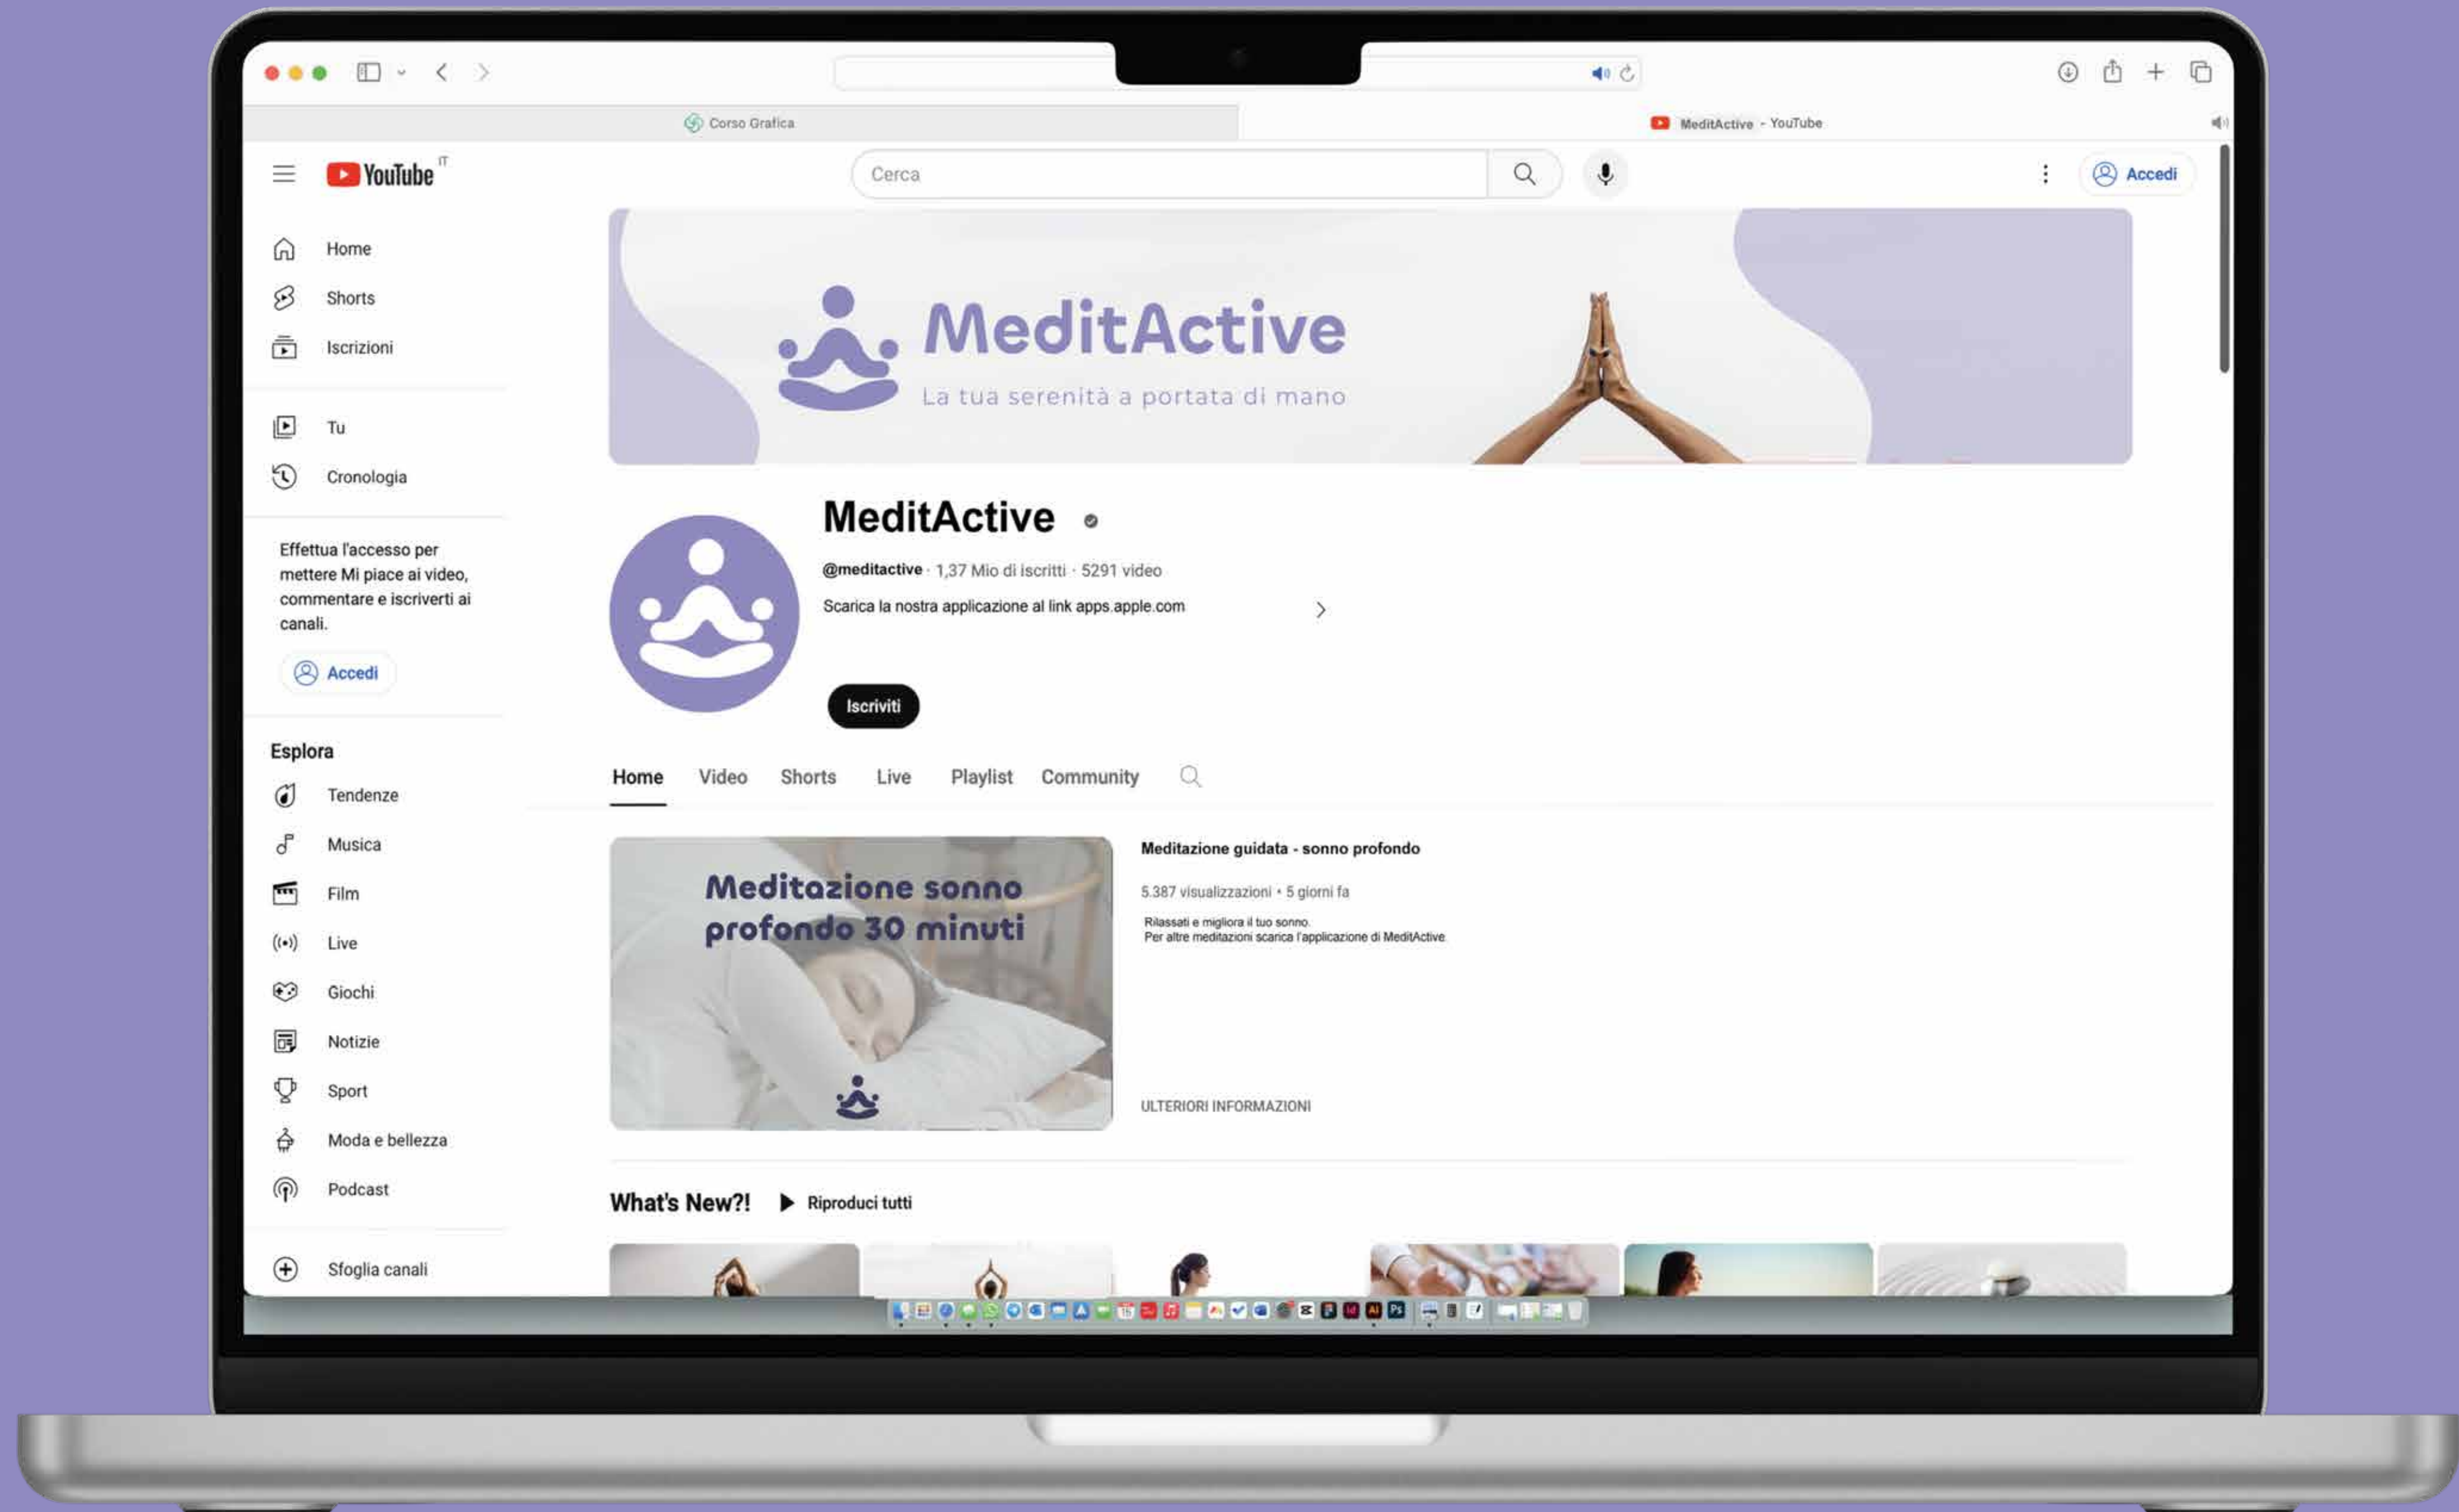 Corso Grafica
MeditActive - YouTube
YouTube IT
Cerca
Accedi
Home
Shorts
Iscrizioni
Tu
Cronologia
Effettua l'accesso per
mettere Mi piace ai video,
commentare e iscriverti ai
canali.
Accedi
Esplora
Tendenze
Musica
Film
Live
Giochi
Notizie
Sport
Moda e bellezza
Podcast
Sfoglia canali
MeditActive
La tua serenità a portata di mano
MeditActive
@meditactive · 1,37 Mio di iscritti · 5291 video
Scarica la nostra applicazione al link apps.apple.com
Iscriviti
Home Video Shorts Live Playlist Community
Meditazione sonno
profondo 30 minuti
Meditazione guidata - sonno profondo
5.387 visualizzazioni • 5 giorni fa
Rilassati e migliora il tuo sonno.
Per altre meditazioni scarica l'applicazione di MeditActive
ULTERIORI INFORMAZIONI
What's New?! Riproduci tutti
15
Id Ai Ps